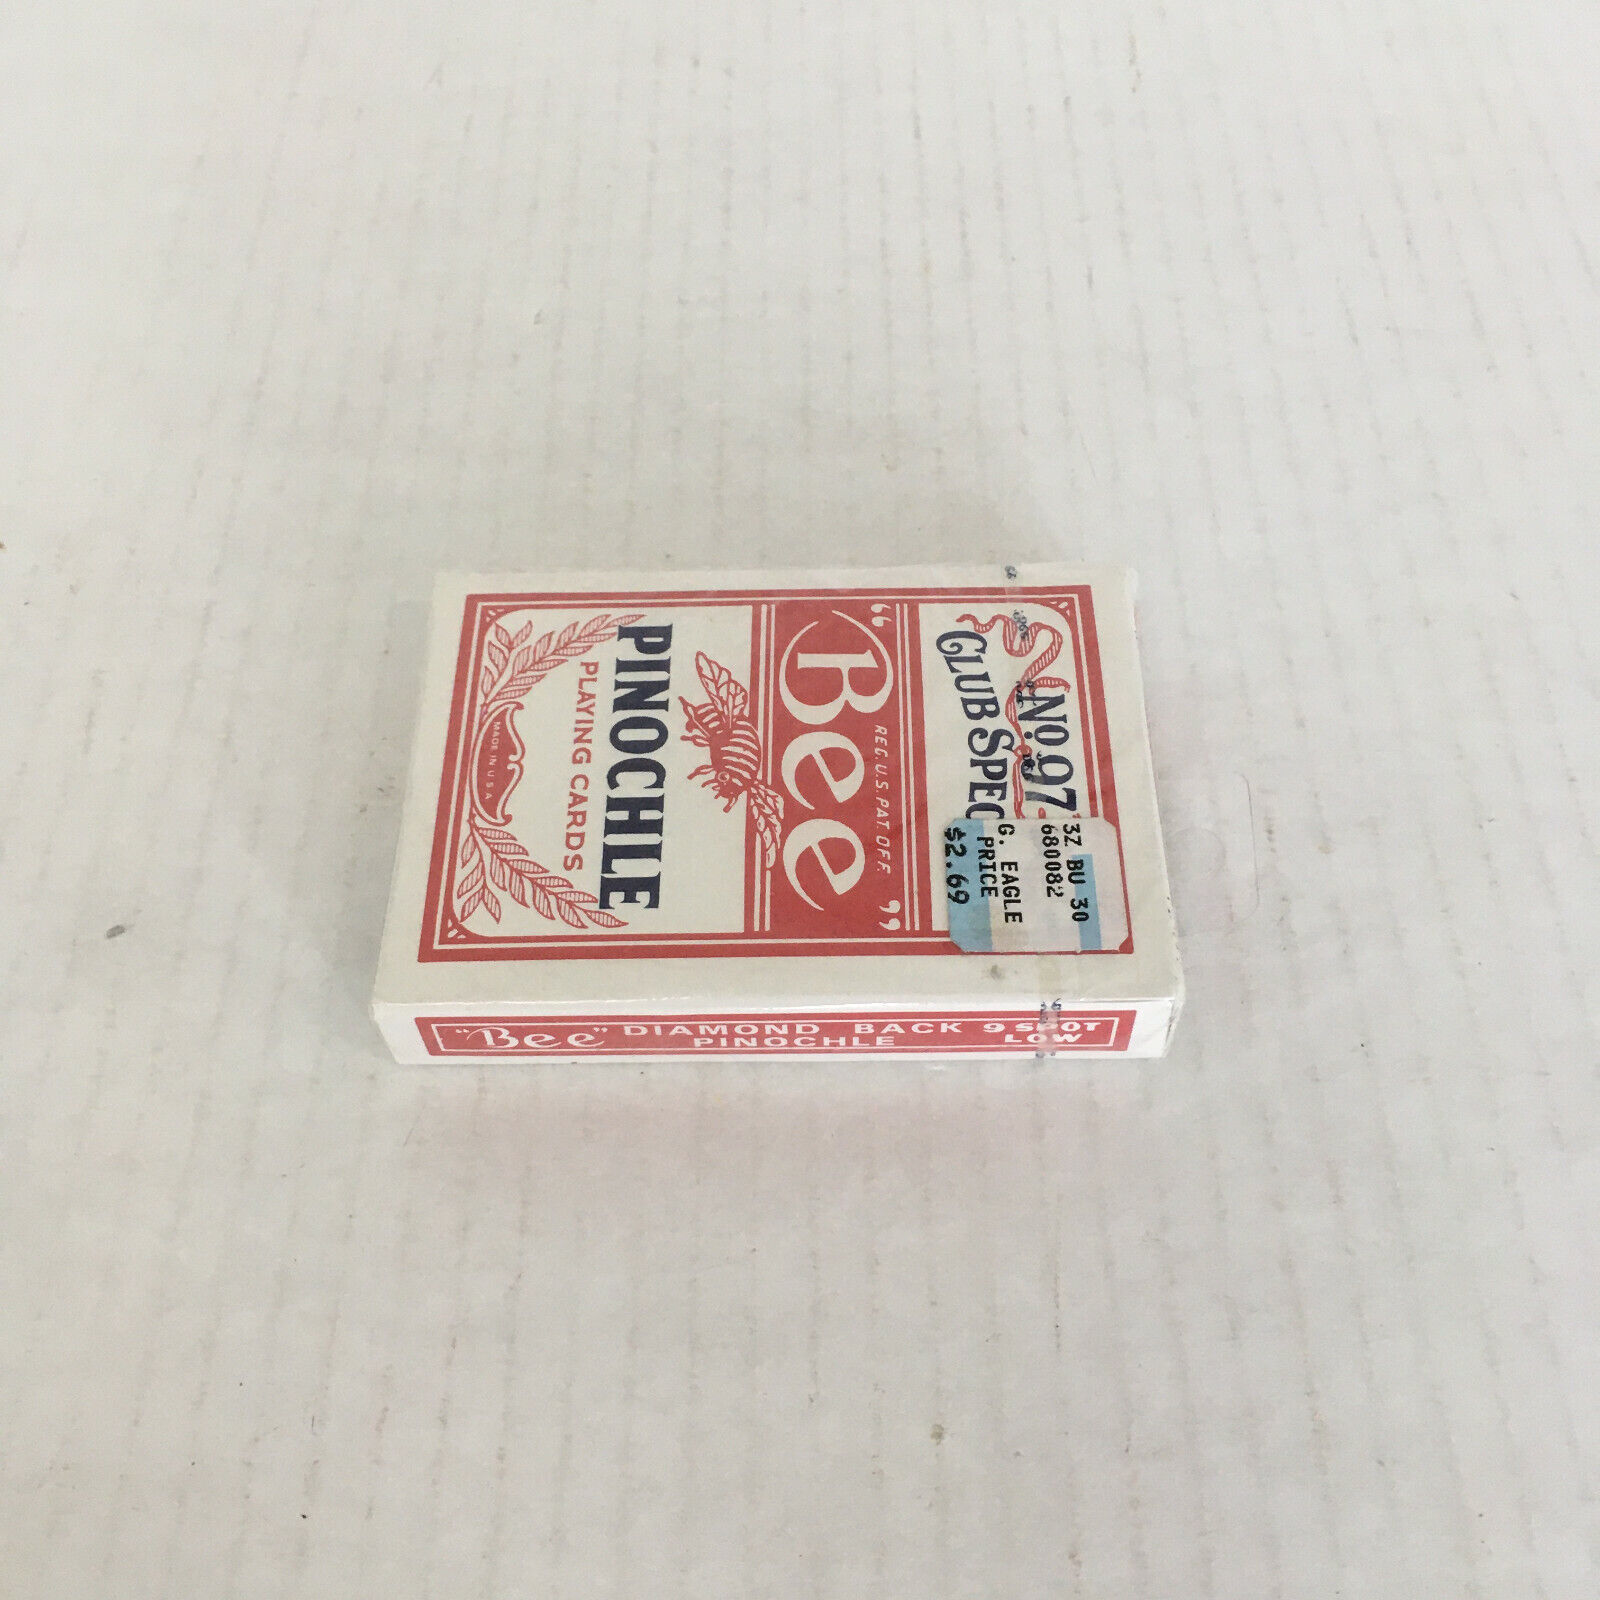 No. 97
CLUB SPEC
“Bee”
REG. U.S. PAT. OFF.
PINOCHLE
PLAYING CARDS
MADE IN U.S.A
3Z BU 30
680082
G. EAGLE
PRICE
$2.69
"Bee" DIAMOND BACK 9 SPOT
PINOCHLE LOW